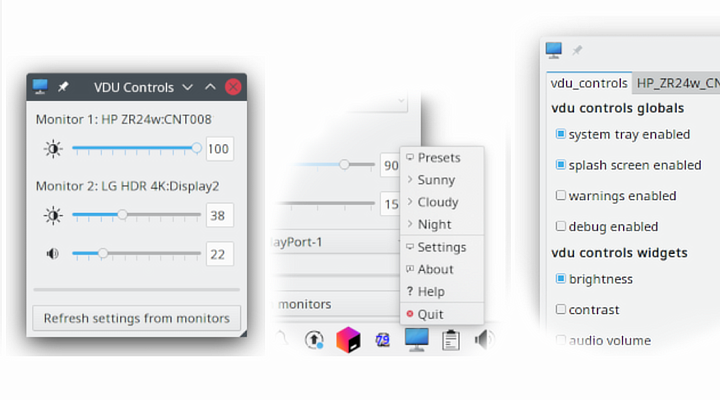 VDU Controls
Monitor 1: HP ZR24w:CNT008
100
Monitor 2: LG HDR 4K:Display2
38
22
Refresh settings from monitors
90
15
ayPort-1
monitors
Presets
Sunny
Cloudy
Night
Settings
About
? Help
Quit
79
vdu_controls HP_ZR24w_CN
vdu controls globals
system tray enabled
splash screen enabled
warnings enabled
debug enabled
vdu controls widgets
brightness
contrast
audio volume